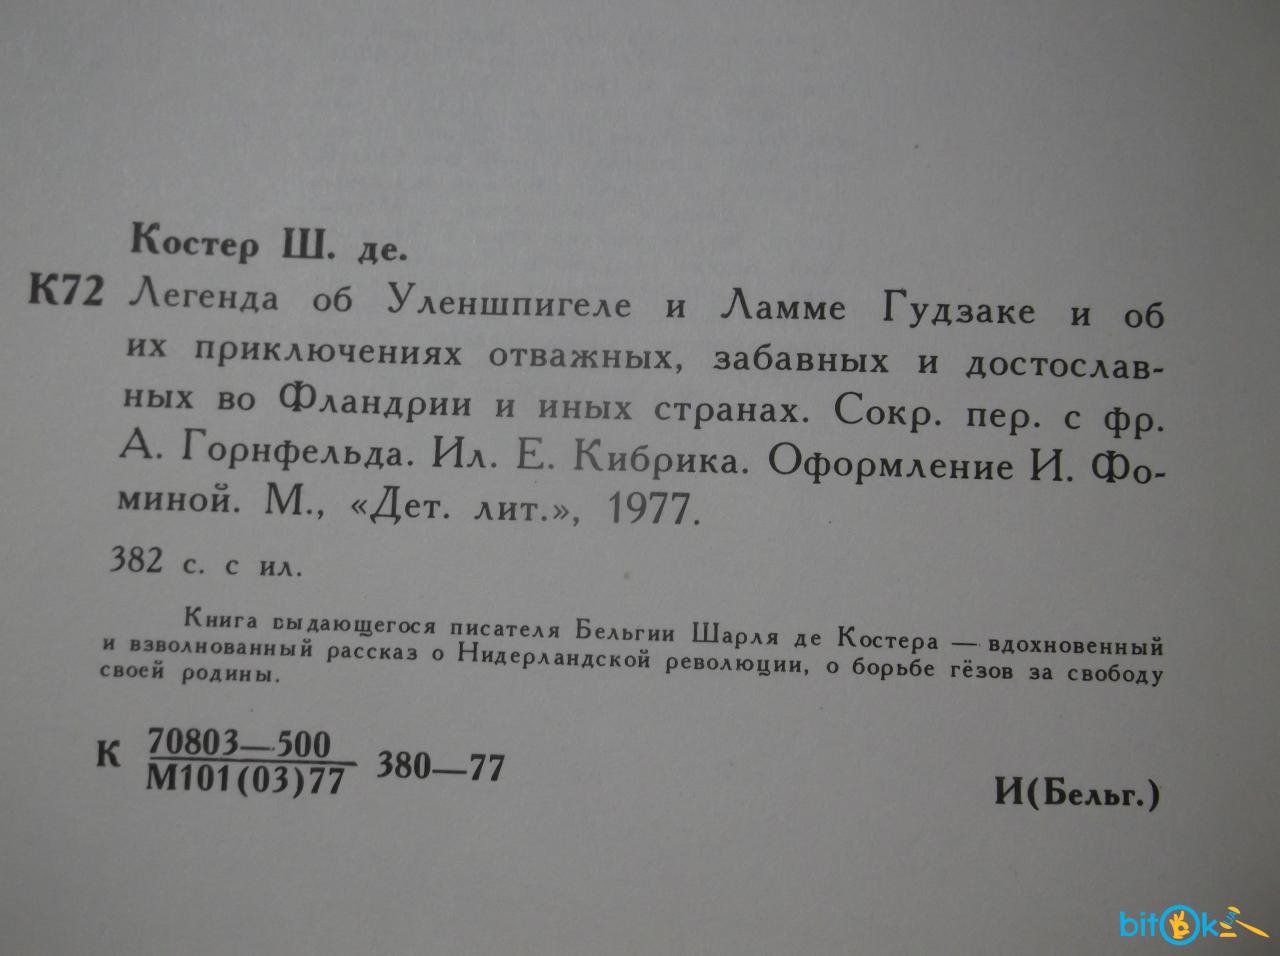 Костер Ш. де.
К72 Легенда об Уленшпигеле и Ламме Гудзаке и об
их приключениях отважных, забавных и достослав-
ных во Фландрии и иных странах. Сокр. пер. с фр.
А. Горнфельда. Ил. Е. Кибрика. Оформление И. Фо-
миной. М., «Дет. лит.», 1977.
382 с. с ил.
Книга выдающегося писателя Бельгии Шарля де Костера — вдохновенный
и взволнованный рассказ о Нидерландской революции, о борьбе гёзов за свободу
своей родины.
70803—500
К 380—77
М101(03)77
И(Бельг.)
bitok